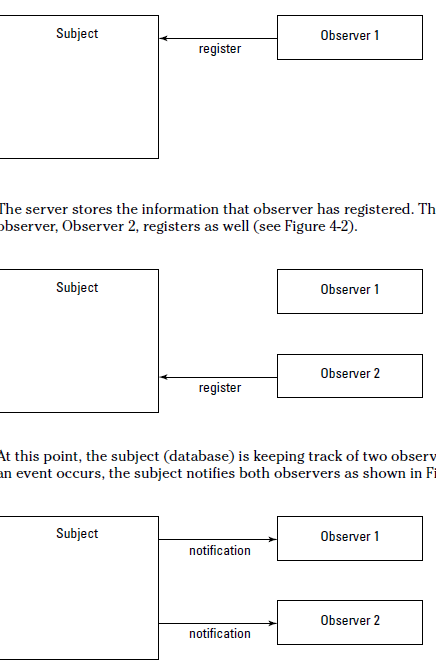 Subject
Observer 1
register
The server stores the information that observer has registered. Th
observer, Observer 2, registers as well (see Figure 4-2).
Subject
Observer 1
Observer 2
register
At this point, the subject (database) is keeping track of two observ
an event occurs, the subject notifies both observers as shown in Fi
Subject
Observer 1
notification
Observer 2
notification